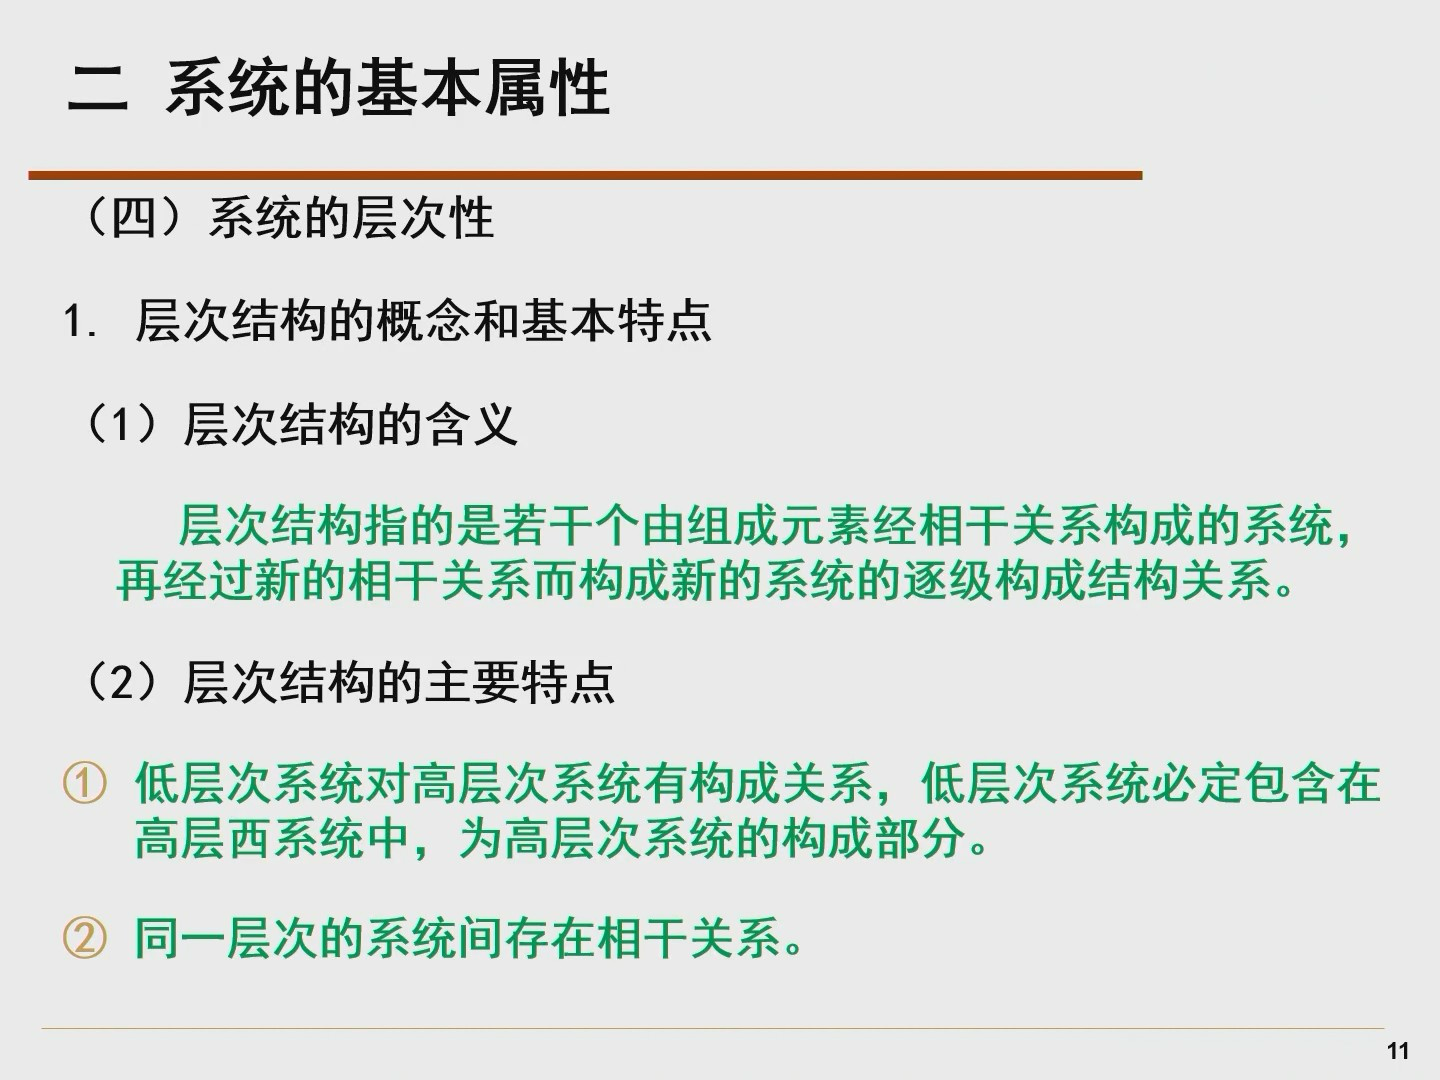 二 系统的基本属性
（四）系统的层次性
1. 层次结构的概念和基本特点
（1）层次结构的含义
层次结构指的是若干个由组成元素经相干关系构成的系统，
再经过新的相干关系而构成新的系统的逐级构成结构关系。
（2）层次结构的主要特点
① 低层次系统对高层次系统有构成关系，低层次系统必定包含在
高层西系统中，为高层次系统的构成部分。
② 同一层次的系统间存在相干关系。
11